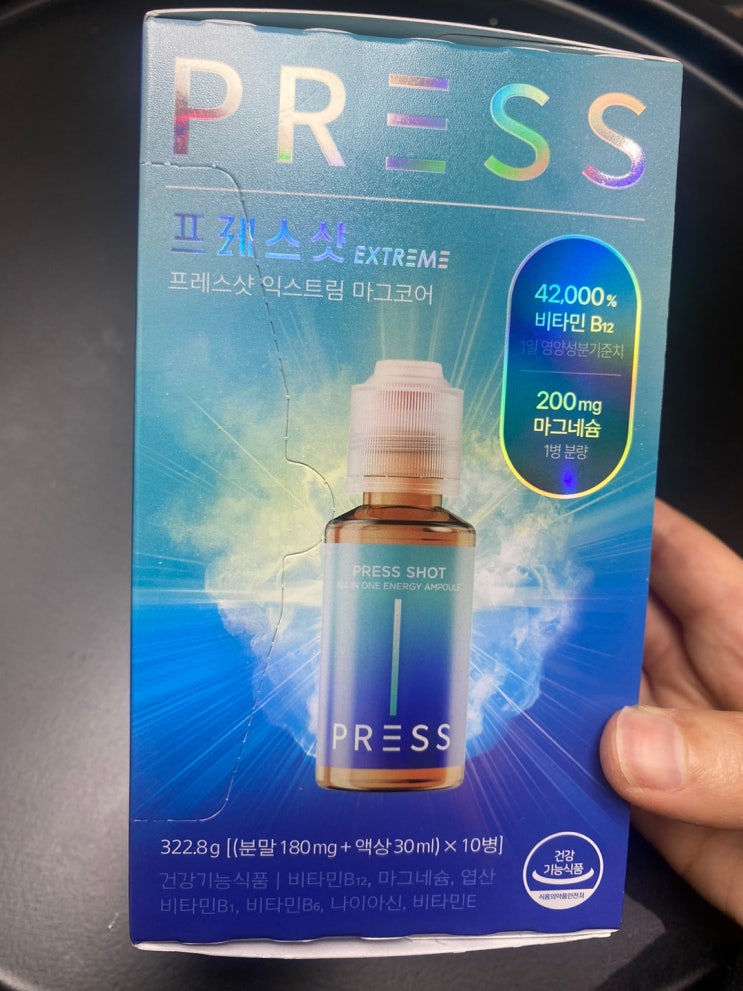 PRESS
프레스샷 EXTREME
프레스샷 익스트림 마그코어
42,000%
비타민 B12
1일 영양성분기준치
200mg
마그네슘
1병 분량
PRESS SHOT
ALL IN ONE ENERGY AMPOULE
PRESS
322.8g [(분말 180mg + 액상 30ml) × 10병]
건강기능식품 | 비타민B12, 마그네슘, 엽산
비타민B1, 비타민B6, 나이아신, 비타민E
건강
기능식품
식품의약품안전처